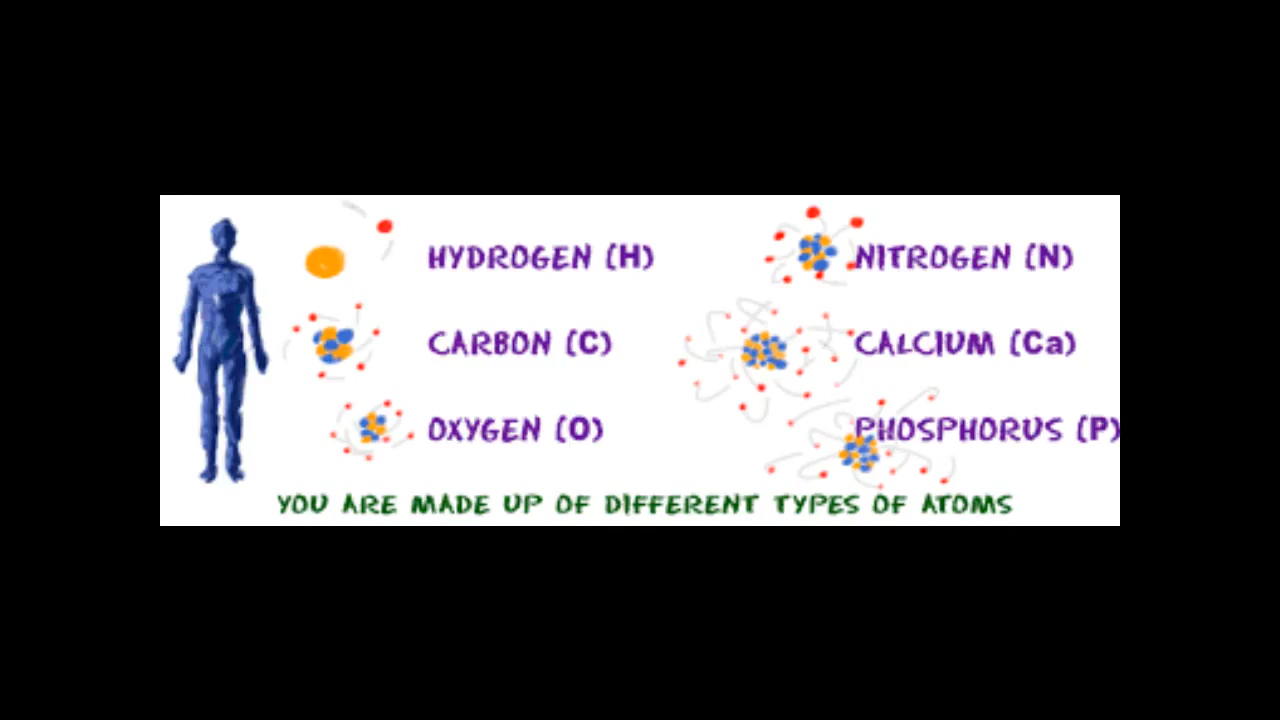 HYDROGEN (H)
CARBON (C)
OXYGEN (O)
NITROGEN (N)
CALCIUM (Ca)
PHOSPHORUS (P)
YOU ARE MADE UP OF DIFFERENT TYPES OF ATOMS